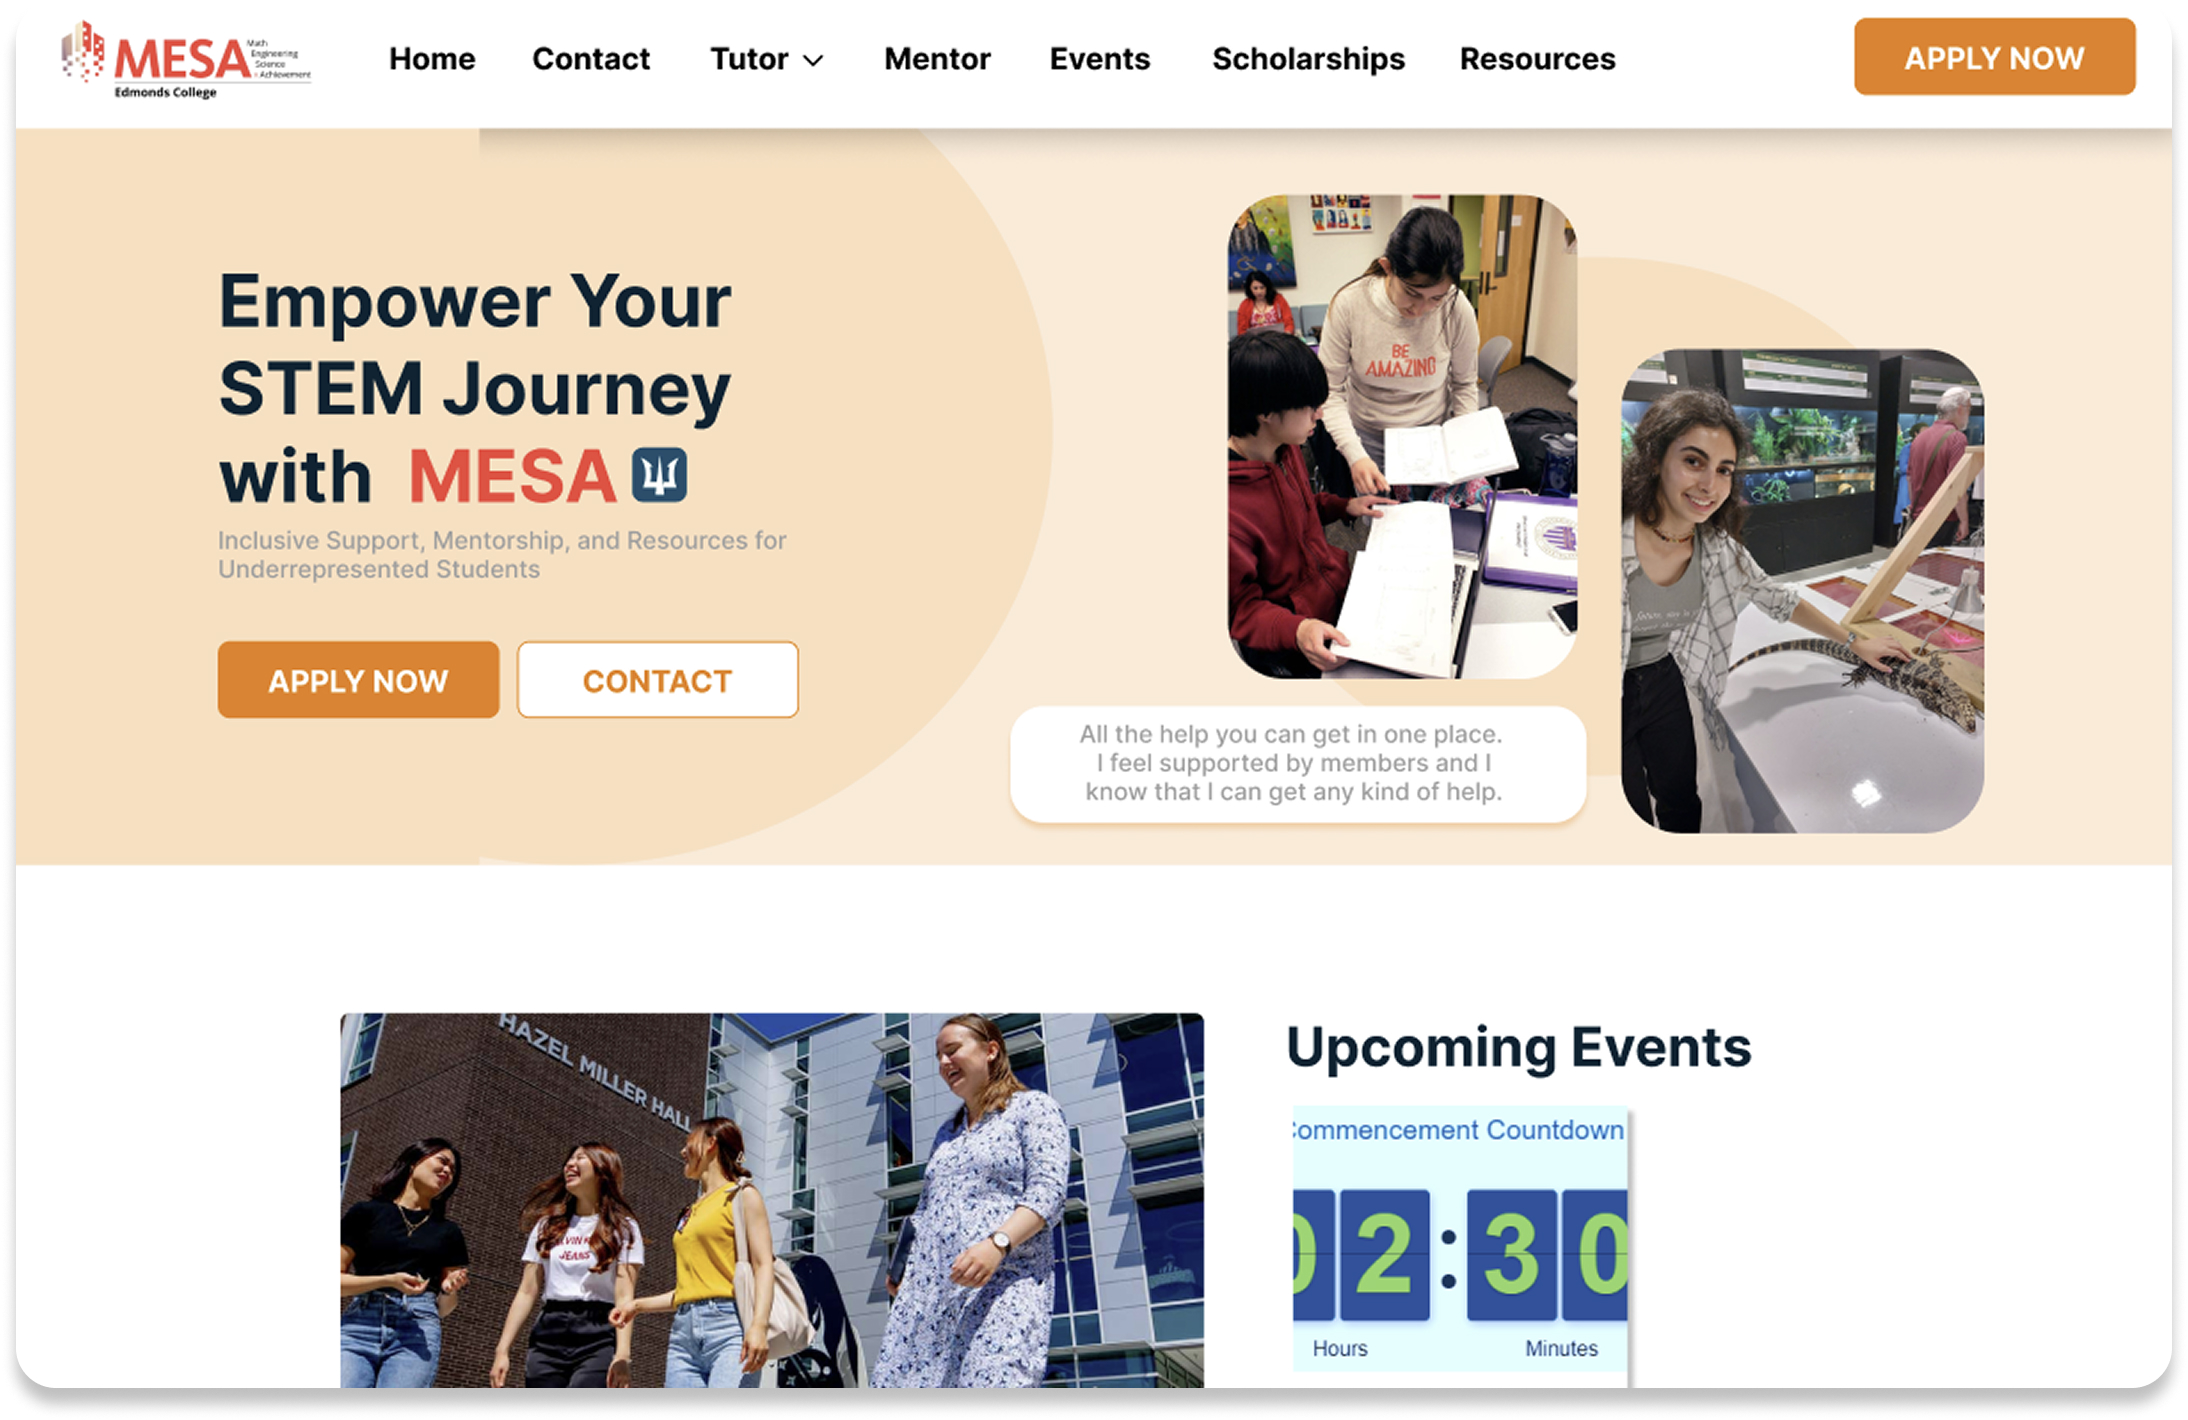 MESA
Math
Engineering
Science
Achievement
Edmonds College
Home
Contact
Tutor
Mentor
Events
Scholarships
Resources
APPLY NOW
Empower Your
STEM Journey
with MESA
Inclusive Support, Mentorship, and Resources for
Underrepresented Students
APPLY NOW
CONTACT
BE
AMAZING
All the help you can get in one place.
I feel supported by members and I
know that I can get any kind of help.
HAZEL MILLER HALL
JEANS
Upcoming Events
Commencement Countdown
02:30
Hours
Minutes